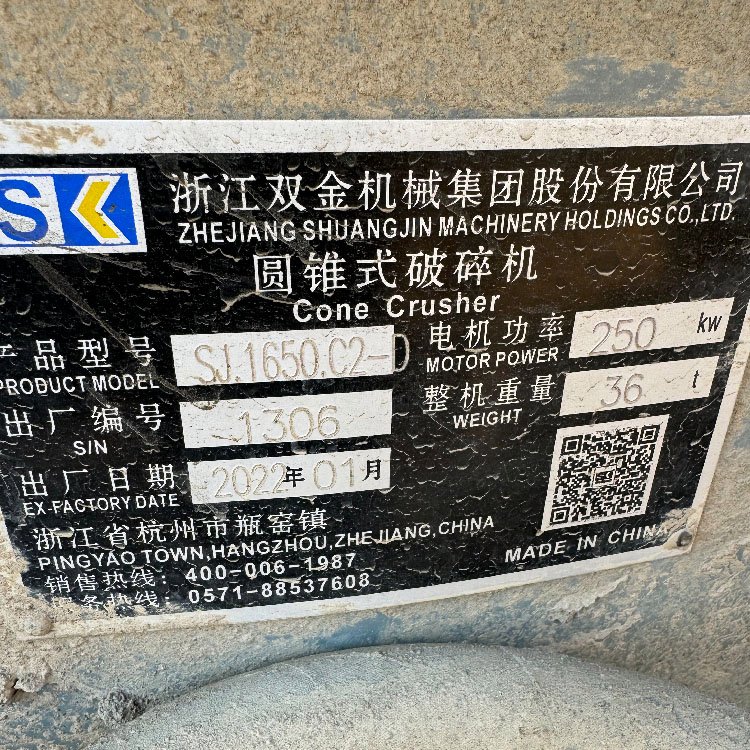 SK
浙江双金机械集团股份有限公司
ZHEJIANG SHUANGJIN MACHINERY HOLDINGS CO.,LTD.
圆锥式破碎机
Cone Crusher
产品型号 SJ.1650.C2-D
PRODUCT MODEL
电机功率 250 kw
MOTOR POWER
出厂编号 1306
S/N
整机重量 36 t
WEIGHT
出厂日期 2022年01月
EX-FACTORY DATE
浙江省杭州市瓶窑镇
PINGYAO TOWN,HANGZHOU,ZHEJIANG,CHINA
销售热线: 400-006-1987
务热线: 0571-88537608
MADE IN CHINA